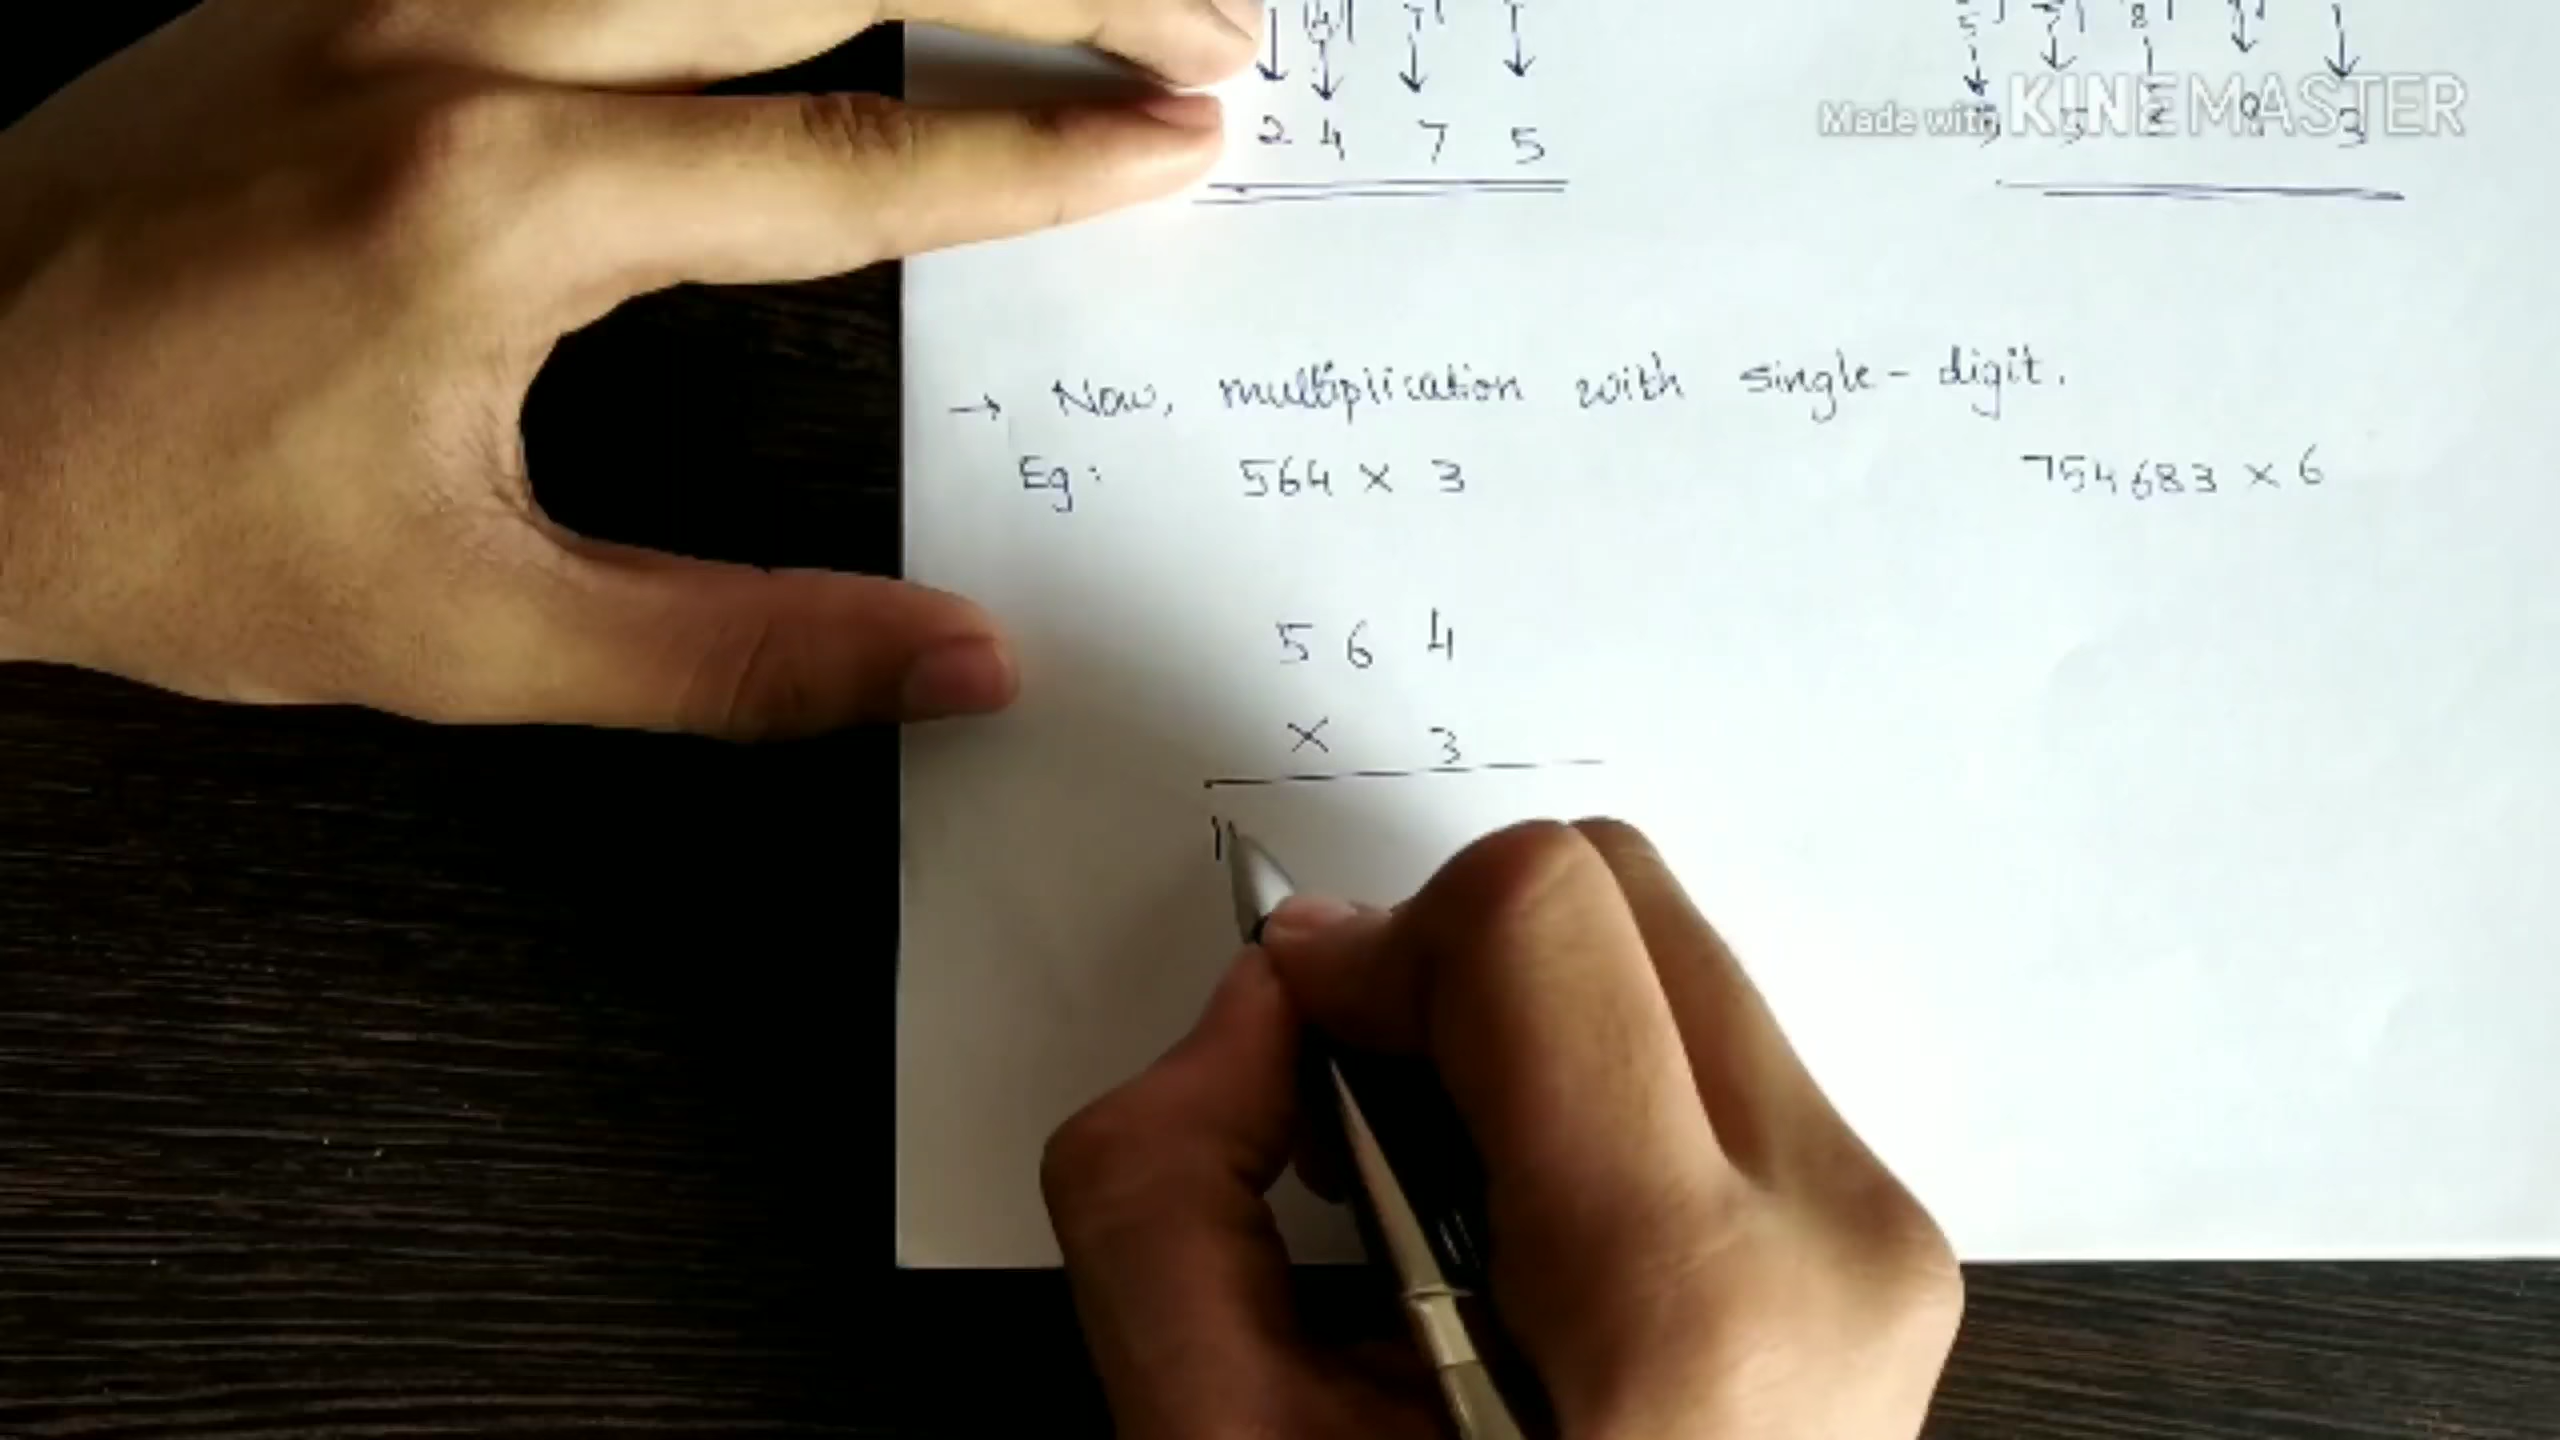 2 4 7 5
Made with KINEMASTER
→ Now, multiplication with single-digit.
Eg: 564 × 3 754683 × 6
5 6 4
× 3
1